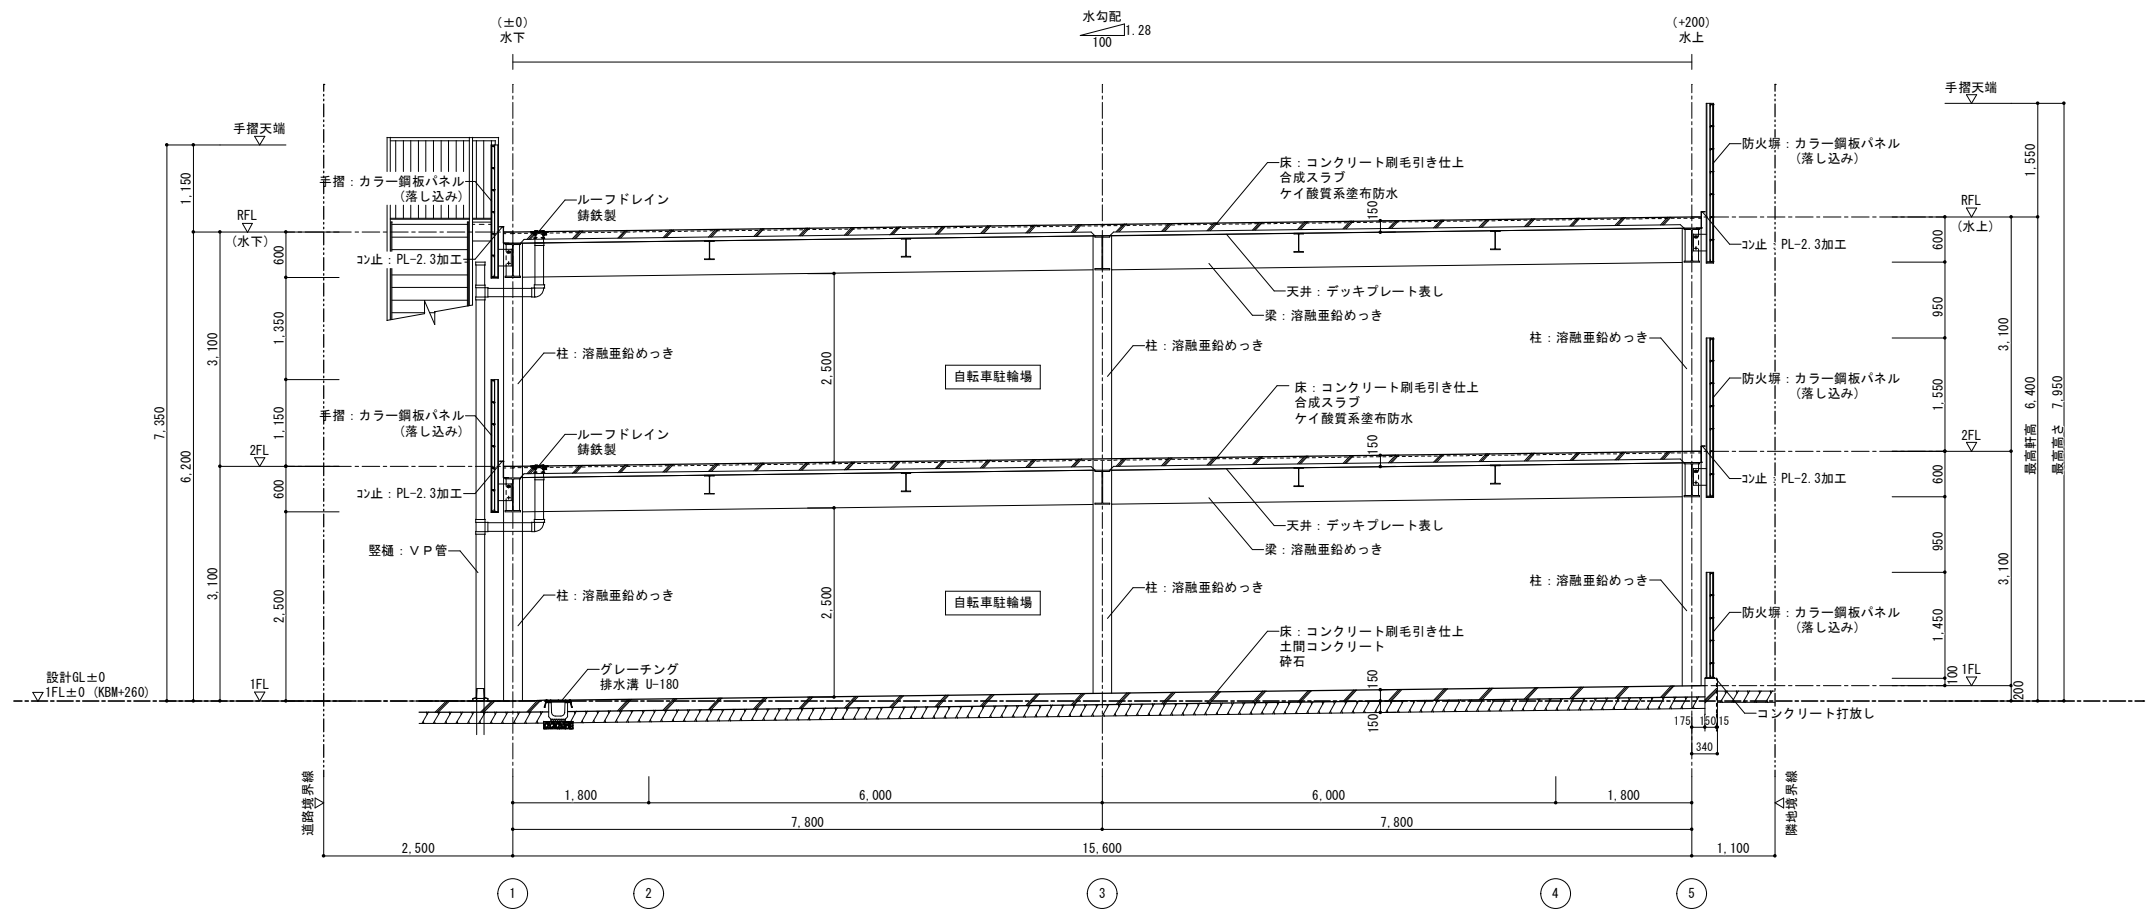 (±0)
水下
水勾配
1.28
100
(+200)
水上
手摺天端
手摺天端
手摺：カラー鋼板パネル
(落し込み)
ルーフドレイン
鋳鉄製
床：コンクリート刷毛引き仕上
合成スラブ
ケイ酸質系塗布防水
防火塀：カラー鋼板パネル
(落し込み)
1,150
1,550
150
RFL
(水下)
RFL
(水上)
ｺﾝ止：PL-2.3加工
ｺﾝ止：PL-2.3加工
600
600
天井：デッキプレート表し
梁：溶融亜鉛めっき
1,350
3,100
950
3,100
柱：溶融亜鉛めっき
2,500
自転車駐輪場
柱：溶融亜鉛めっき
柱：溶融亜鉛めっき
手摺：カラー鋼板パネル
(落し込み)
ルーフドレイン
鋳鉄製
床：コンクリート刷毛引き仕上
合成スラブ
ケイ酸質系塗布防水
防火塀：カラー鋼板パネル
(落し込み)
7,350
6,200
1,150
1,550
最高軒高 6,400
最高高さ 7,950
150
2FL
2FL
ｺﾝ止：PL-2.3加工
ｺﾝ止：PL-2.3加工
600
600
天井：デッキプレート表し
梁：溶融亜鉛めっき
竪樋：ＶＰ管
3,100
2,500
950
3,100
柱：溶融亜鉛めっき
2,500
自転車駐輪場
柱：溶融亜鉛めっき
柱：溶融亜鉛めっき
防火塀：カラー鋼板パネル
(落し込み)
1,450
床：コンクリート刷毛引き仕上
土間コンクリート
砕石
グレーチング
排水溝 U-180
設計GL±0
1FL±0 (KBM+260)
1FL
1FL
100
200
150
150
コンクリート打放し
175
150
15
340
道路境界線
隣地境界線
1,800
6,000
6,000
1,800
7,800
7,800
2,500
15,600
1,100
1
2
3
4
5